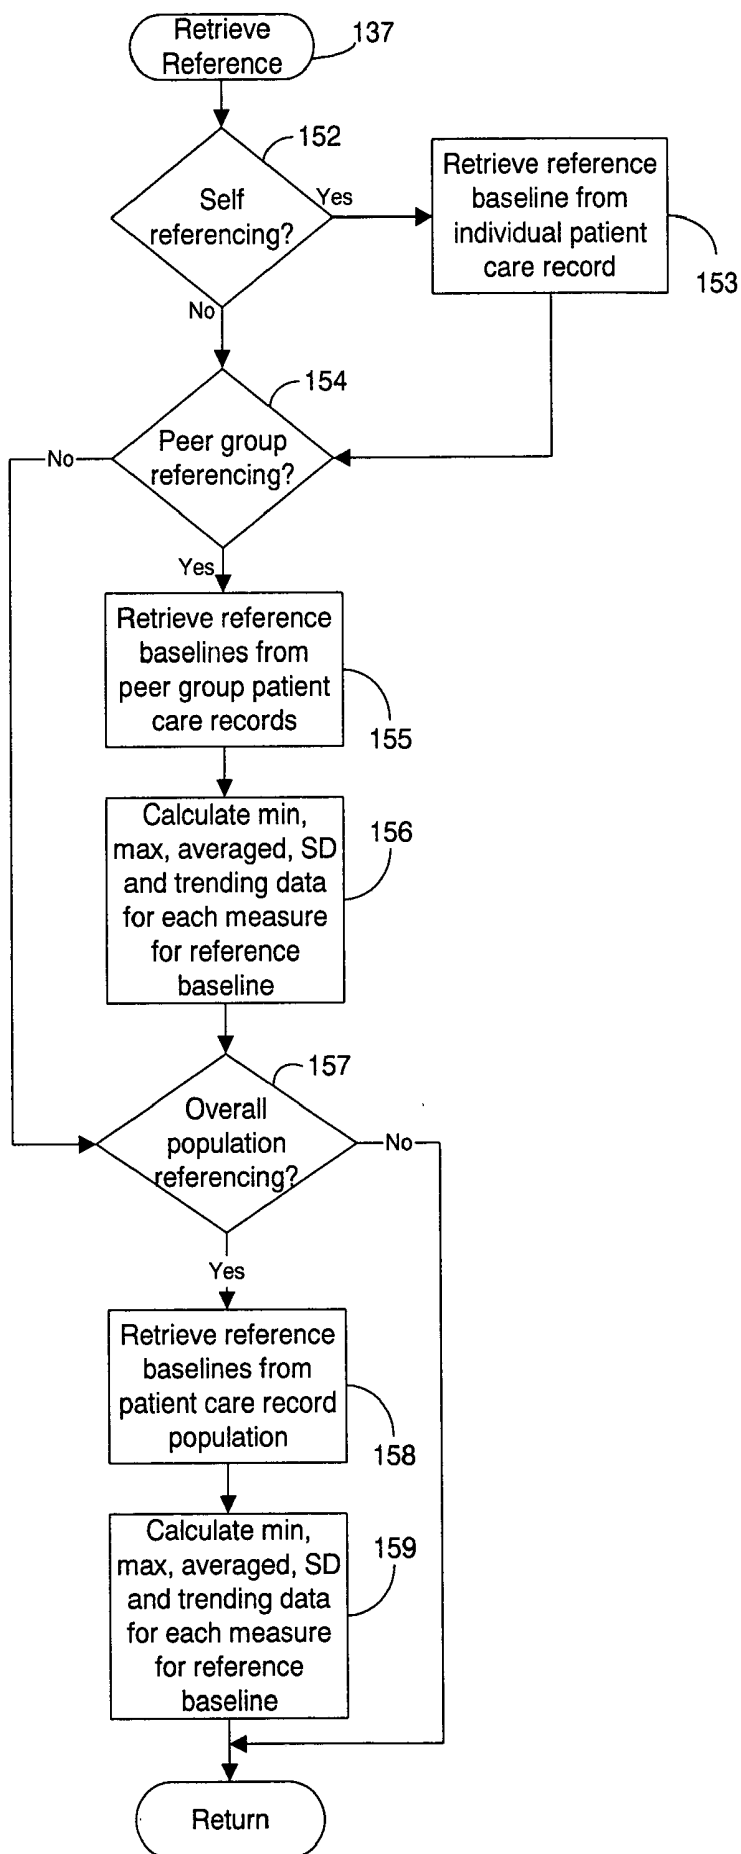 Retrieve
Reference
137
152
Self
referencing?
Yes
Retrieve reference
baseline from
individual patient
care record
153
No
154
Peer group
referencing?
No
Yes
Retrieve reference
baselines from
peer group patient
care records
155
Calculate min,
max, averaged, SD
and trending data
for each measure
for reference
baseline
156
157
Overall
population
referencing?
No
Yes
Retrieve reference
baselines from
patient care record
population
158
Calculate min,
max, averaged, SD
and trending data
for each measure
for reference
baseline
159
Return